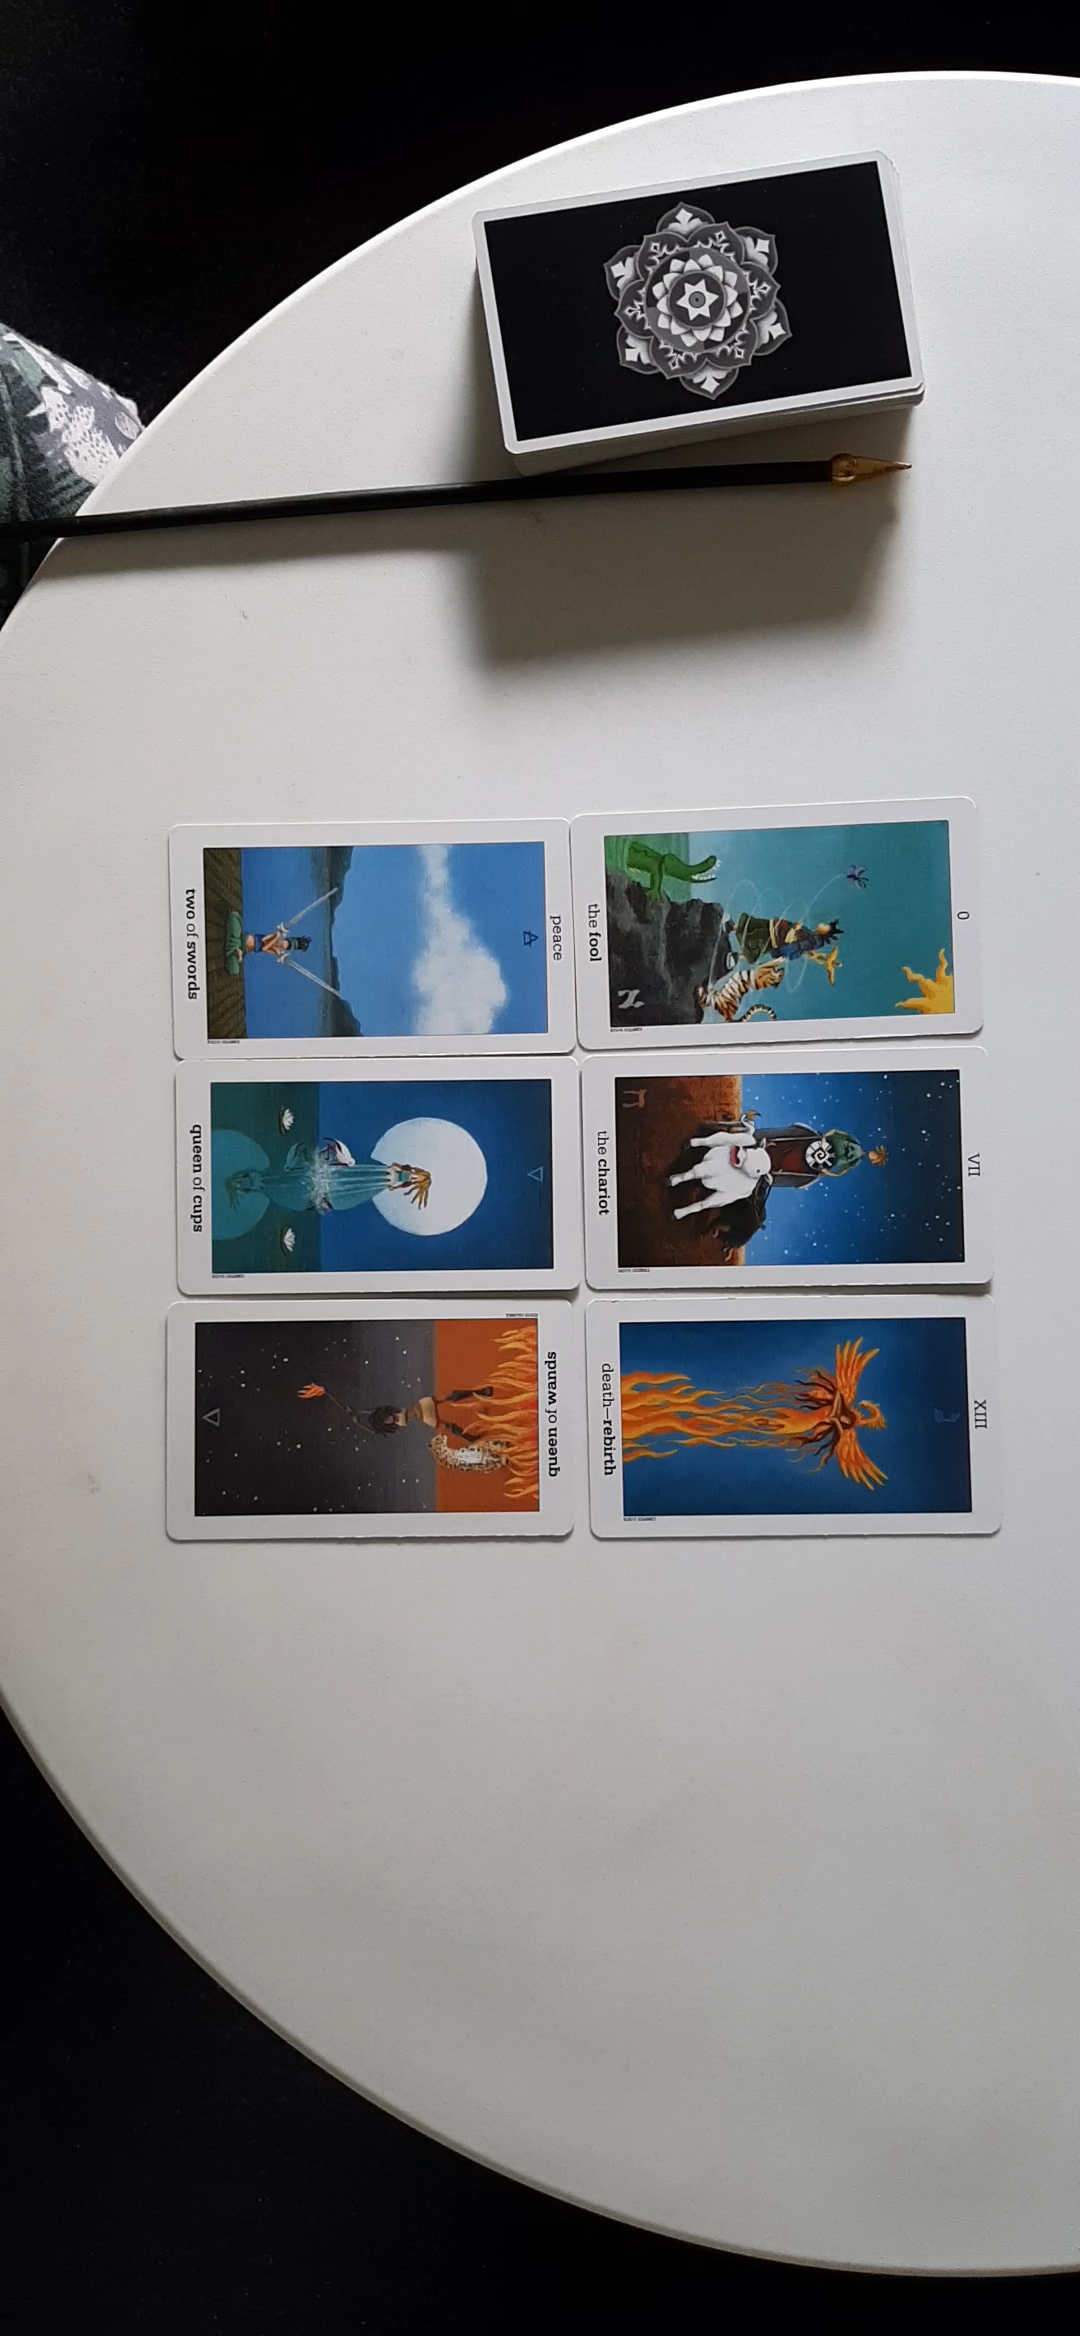 0
the fool
VII
the chariot
XIII
death—rebirth
peace
two of swords
queen of cups
queen of wands